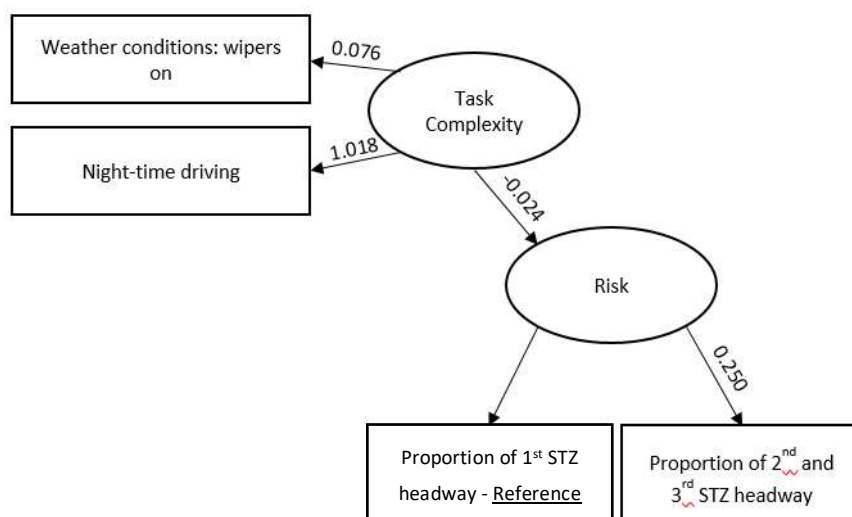 Weather conditions: wipers
on
0.076
Task
Complexity
Night-time driving
1.018
-0.024
Risk
0.250
Proportion of 1st STZ
headway - Reference
Proportion of 2nd and
3rd STZ headway